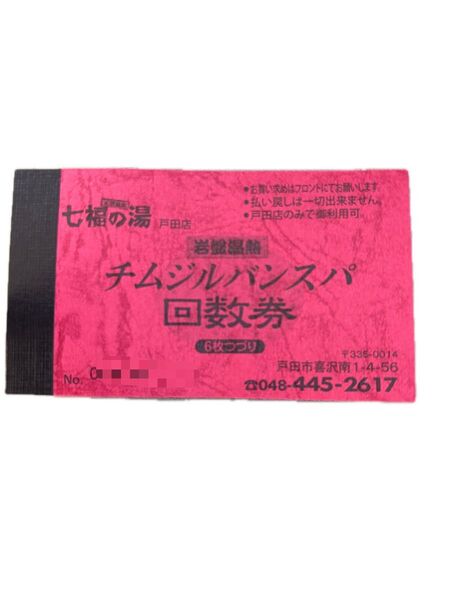 七福の湯 戸田店
●お買い求めはフロントにてお願いします。
●払い戻しは一切出来ません。
●戸田店のみで御利用可。
岩盤温熱
チムジルバンスパ
回数券
6枚つづり
No. 0
〒335-0014
戸田市喜沢南1-4-56
☎048-445-2617